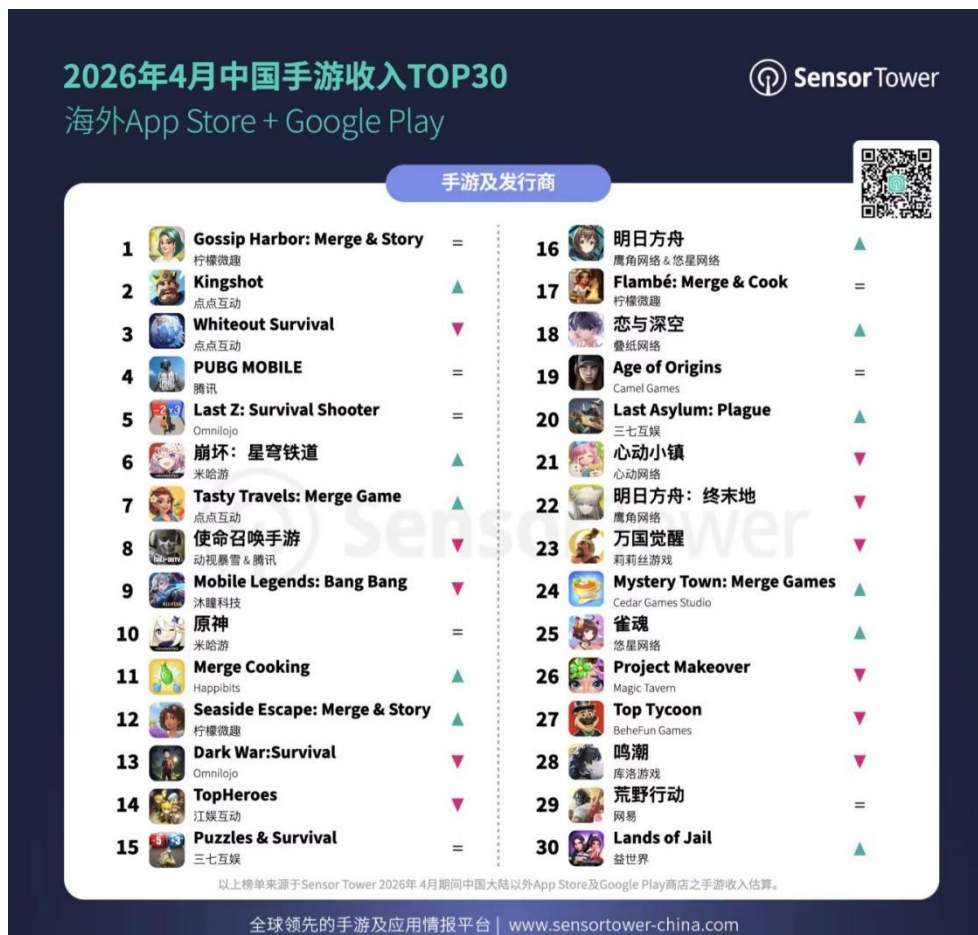 2026年4月中国手游收入TOP30
海外App Store + Google Play
SensorTower
手游及发行商
1 Gossip Harbor: Merge & Story =
柠檬微趣
2 Kingshot ▲
点点互动
3 Whiteout Survival ▼
点点互动
4 PUBG MOBILE =
腾讯
5 Last Z: Survival Shooter =
Omnilojo
6 崩坏：星穹铁道 ▲
米哈游
7 Tasty Travels: Merge Game ▲
点点互动
8 使命召唤手游 ▼
动视暴雪 & 腾讯
9 Mobile Legends: Bang Bang ▼
沐瞳科技
10 原神 =
米哈游
11 Merge Cooking ▲
Happibits
12 Seaside Escape: Merge & Story ▲
柠檬微趣
13 Dark War:Survival ▼
Omnilojo
14 TopHeroes ▼
江娱互动
15 Puzzles & Survival =
三七互娱
16 明日方舟 ▲
鹰角网络 & 悠星网络
17 Flambé: Merge & Cook =
柠檬微趣
18 恋与深空 ▲
叠纸网络
19 Age of Origins =
Camel Games
20 Last Asylum: Plague ▲
三七互娱
21 心动小镇 ▼
心动网络
22 明日方舟：终末地 ▼
鹰角网络
23 万国觉醒 ▼
莉莉丝游戏
24 Mystery Town: Merge Games ▲
Cedar Games Studio
25 雀魂 ▲
悠星网络
26 Project Makeover ▼
Magic Tavern
27 Top Tycoon ▼
BeheFun Games
28 鸣潮 ▼
库洛游戏
29 荒野行动 =
网易
30 Lands of Jail ▲
益世界
SensorTower
以上榜单来源于Sensor Tower 2026年 4月期间中国大陆以外App Store及Google Play商店之手游收入估算。
全球领先的手游及应用情报平台 | www.sensortower-china.com